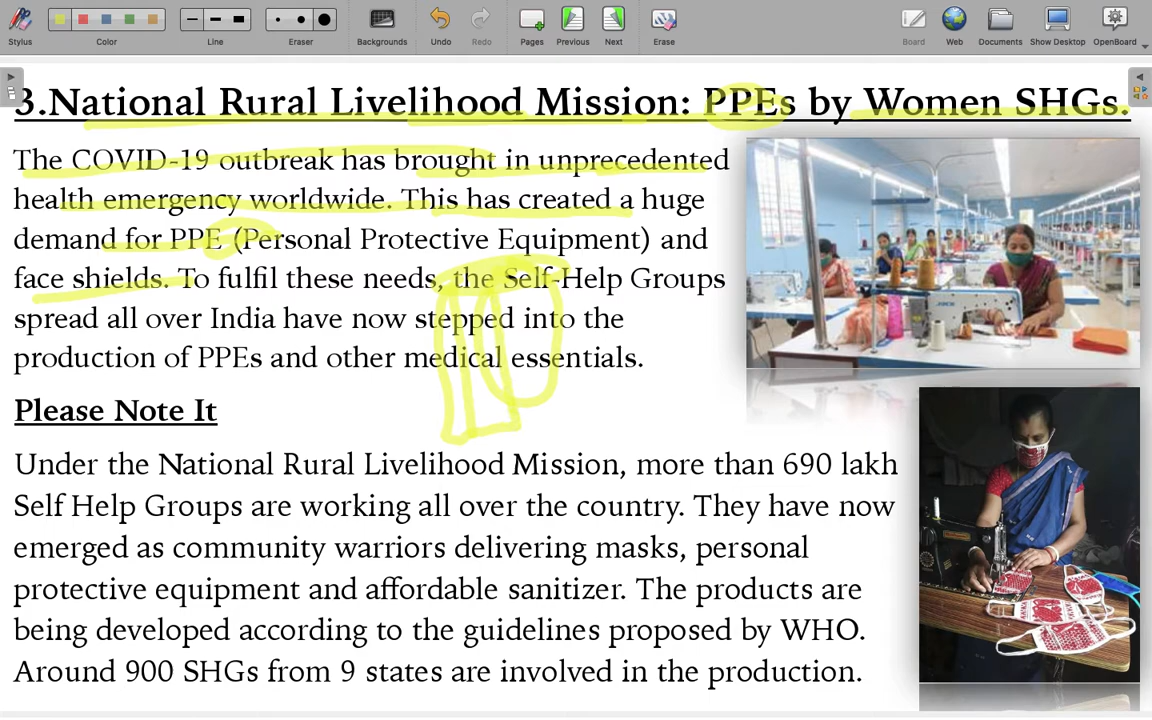 Stylus Color Line Eraser Backgrounds Undo Redo Pages Previous Next Erase Board Web Documents Show Desktop OpenBoard
3.National Rural Livelihood Mission: PPEs by Women SHGs.
The COVID-19 outbreak has brought in unprecedented
health emergency worldwide. This has created a huge
demand for PPE (Personal Protective Equipment) and
face shields. To fulfil these needs, the Self-Help Groups
spread all over India have now stepped into the
production of PPEs and other medical essentials.
Please Note It
Under the National Rural Livelihood Mission, more than 690 lakh
Self Help Groups are working all over the country. They have now
emerged as community warriors delivering masks, personal
protective equipment and affordable sanitizer. The products are
being developed according to the guidelines proposed by WHO.
Around 900 SHGs from 9 states are involved in the production.